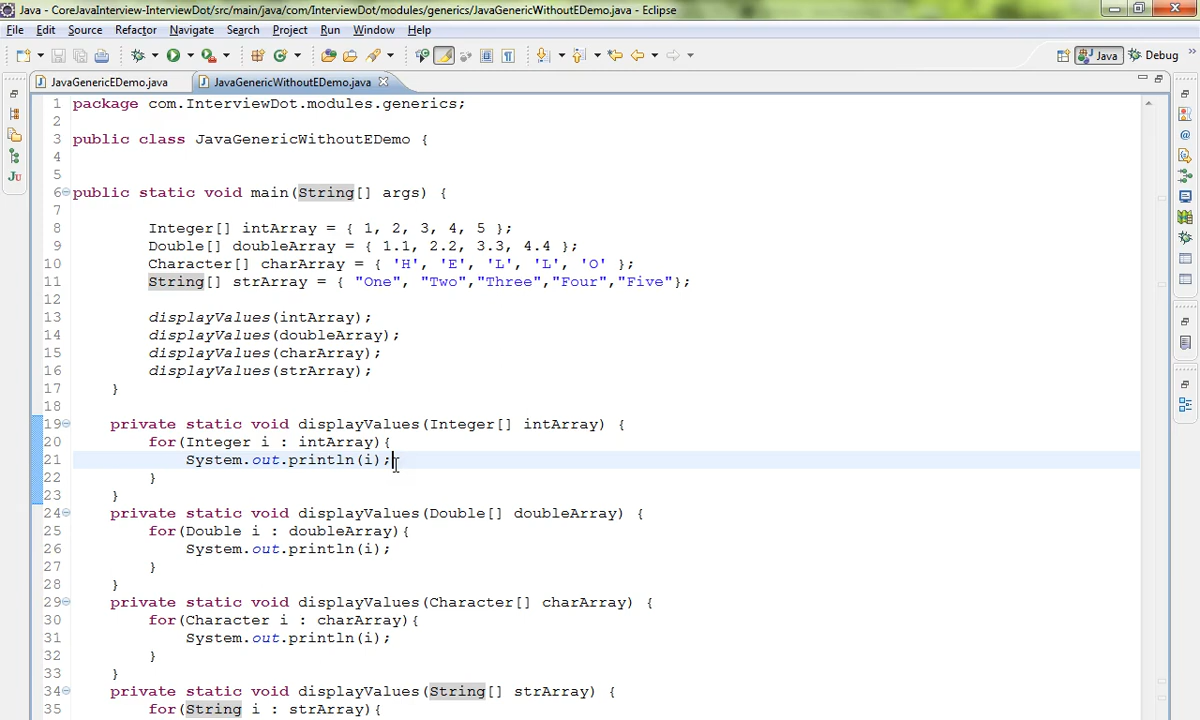 Java - CoreJavaInterview-InterviewDot/src/main/java/com/InterviewDot/modules/generics/JavaGenericWithoutEDemo.java - Eclipse
File Edit Source Refactor Navigate Search Project Run Window Help
Java Debug
JavaGenericEDemo.java JavaGenericWithoutEDemo.java
1 package com.InterviewDot.modules.generics;
2
3 public class JavaGenericWithoutEDemo {
4
5
6 public static void main(String[] args) {
7
8 Integer[] intArray = { 1, 2, 3, 4, 5 };
9 Double[] doubleArray = { 1.1, 2.2, 3.3, 4.4 };
10 Character[] charArray = { 'H', 'E', 'L', 'L', 'O' };
11 String[] strArray = { "One", "Two","Three","Four","Five"};
12
13 displayValues(intArray);
14 displayValues(doubleArray);
15 displayValues(charArray);
16 displayValues(strArray);
17 }
18
19 private static void displayValues(Integer[] intArray) {
20 for(Integer i : intArray){
21 System.out.println(i);
22 }
23 }
24 private static void displayValues(Double[] doubleArray) {
25 for(Double i : doubleArray){
26 System.out.println(i);
27 }
28 }
29 private static void displayValues(Character[] charArray) {
30 for(Character i : charArray){
31 System.out.println(i);
32 }
33 }
34 private static void displayValues(String[] strArray) {
35 for(String i : strArray){